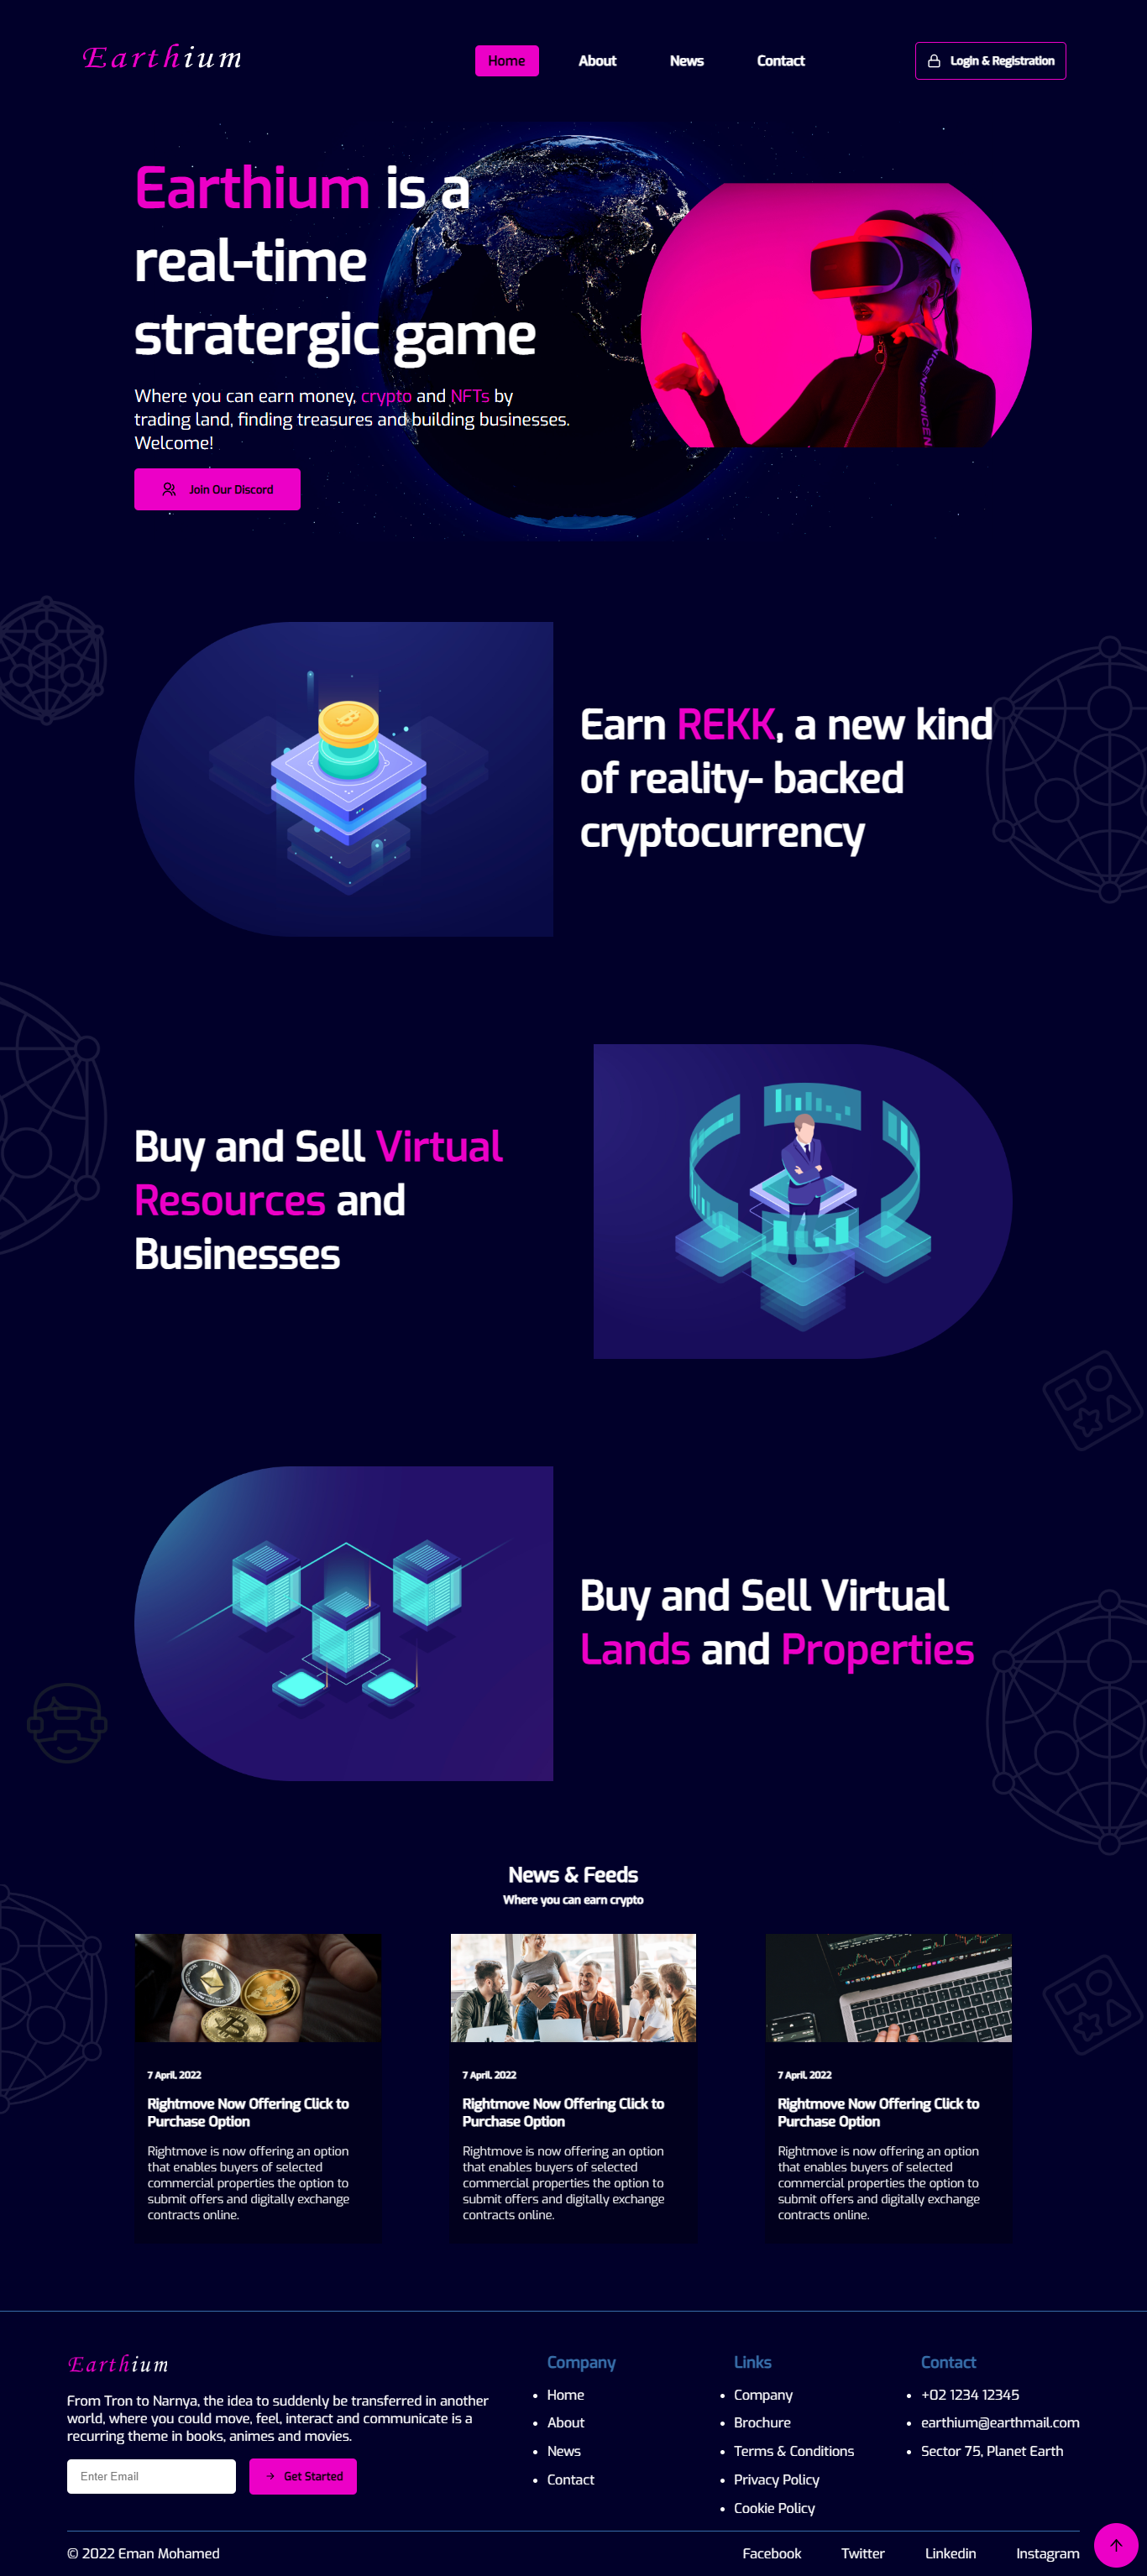 Earthium
Home
About
News
Contact
Login & Registration
Earthium is a
real-time
stratergic game
Where you can earn money, crypto and NFTs by
trading land, finding treasures and building businesses.
Welcome!
Join Our Discord
Earn REKK, a new kind
of reality- backed
cryptocurrency
Buy and Sell Virtual
Resources and
Businesses
Buy and Sell Virtual
Lands and Properties
News & Feeds
Where you can earn crypto
7 April, 2022
Rightmove Now Offering Click to
Purchase Option
Rightmove is now offering an option
that enables buyers of selected
commercial properties the option to
submit offers and digitally exchange
contracts online.
7 April, 2022
Rightmove Now Offering Click to
Purchase Option
Rightmove is now offering an option
that enables buyers of selected
commercial properties the option to
submit offers and digitally exchange
contracts online.
7 April, 2022
Rightmove Now Offering Click to
Purchase Option
Rightmove is now offering an option
that enables buyers of selected
commercial properties the option to
submit offers and digitally exchange
contracts online.
Earthium
From Tron to Narnya, the idea to suddenly be transferred in another
world, where you could move, feel, interact and communicate is a
recurring theme in books, animes and movies.
Enter Email
Get Started
Company
Home
About
News
Contact
Links
Company
Brochure
Terms & Conditions
Privacy Policy
Cookie Policy
Contact
+02 1234 12345
earthium@earthmail.com
Sector 75, Planet Earth
© 2022 Eman Mohamed
Facebook
Twitter
Linkedin
Instagram